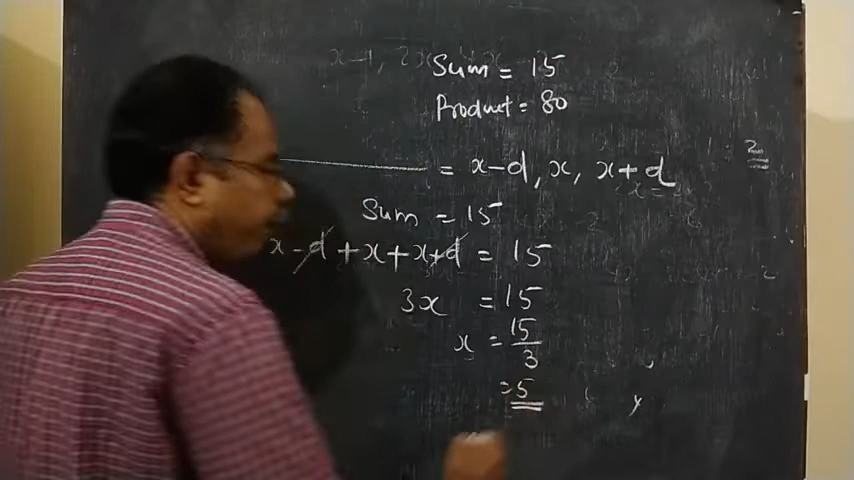 Sum = 15
Product = 80
= x-d, x, x+d
Sum = 15
x-d+x+x+d = 15
3x = 15
x = 15/3
=5